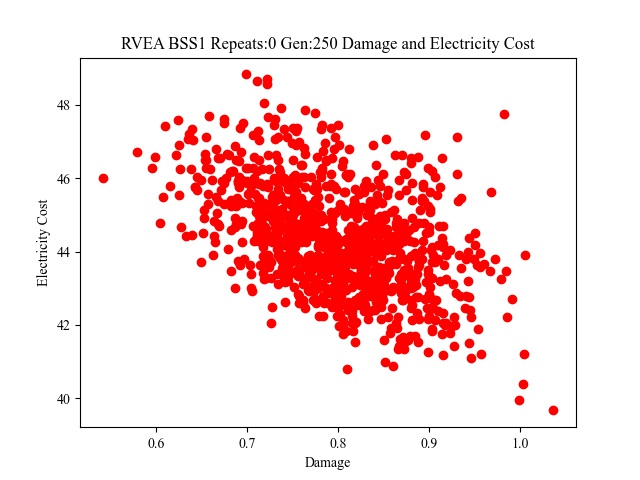 RVEA BSS1 Repeats:0 Gen:250 Damage and Electricity Cost
Electricity Cost
48
46
44
42
40
0.6 0.7 0.8 0.9 1.0
Damage